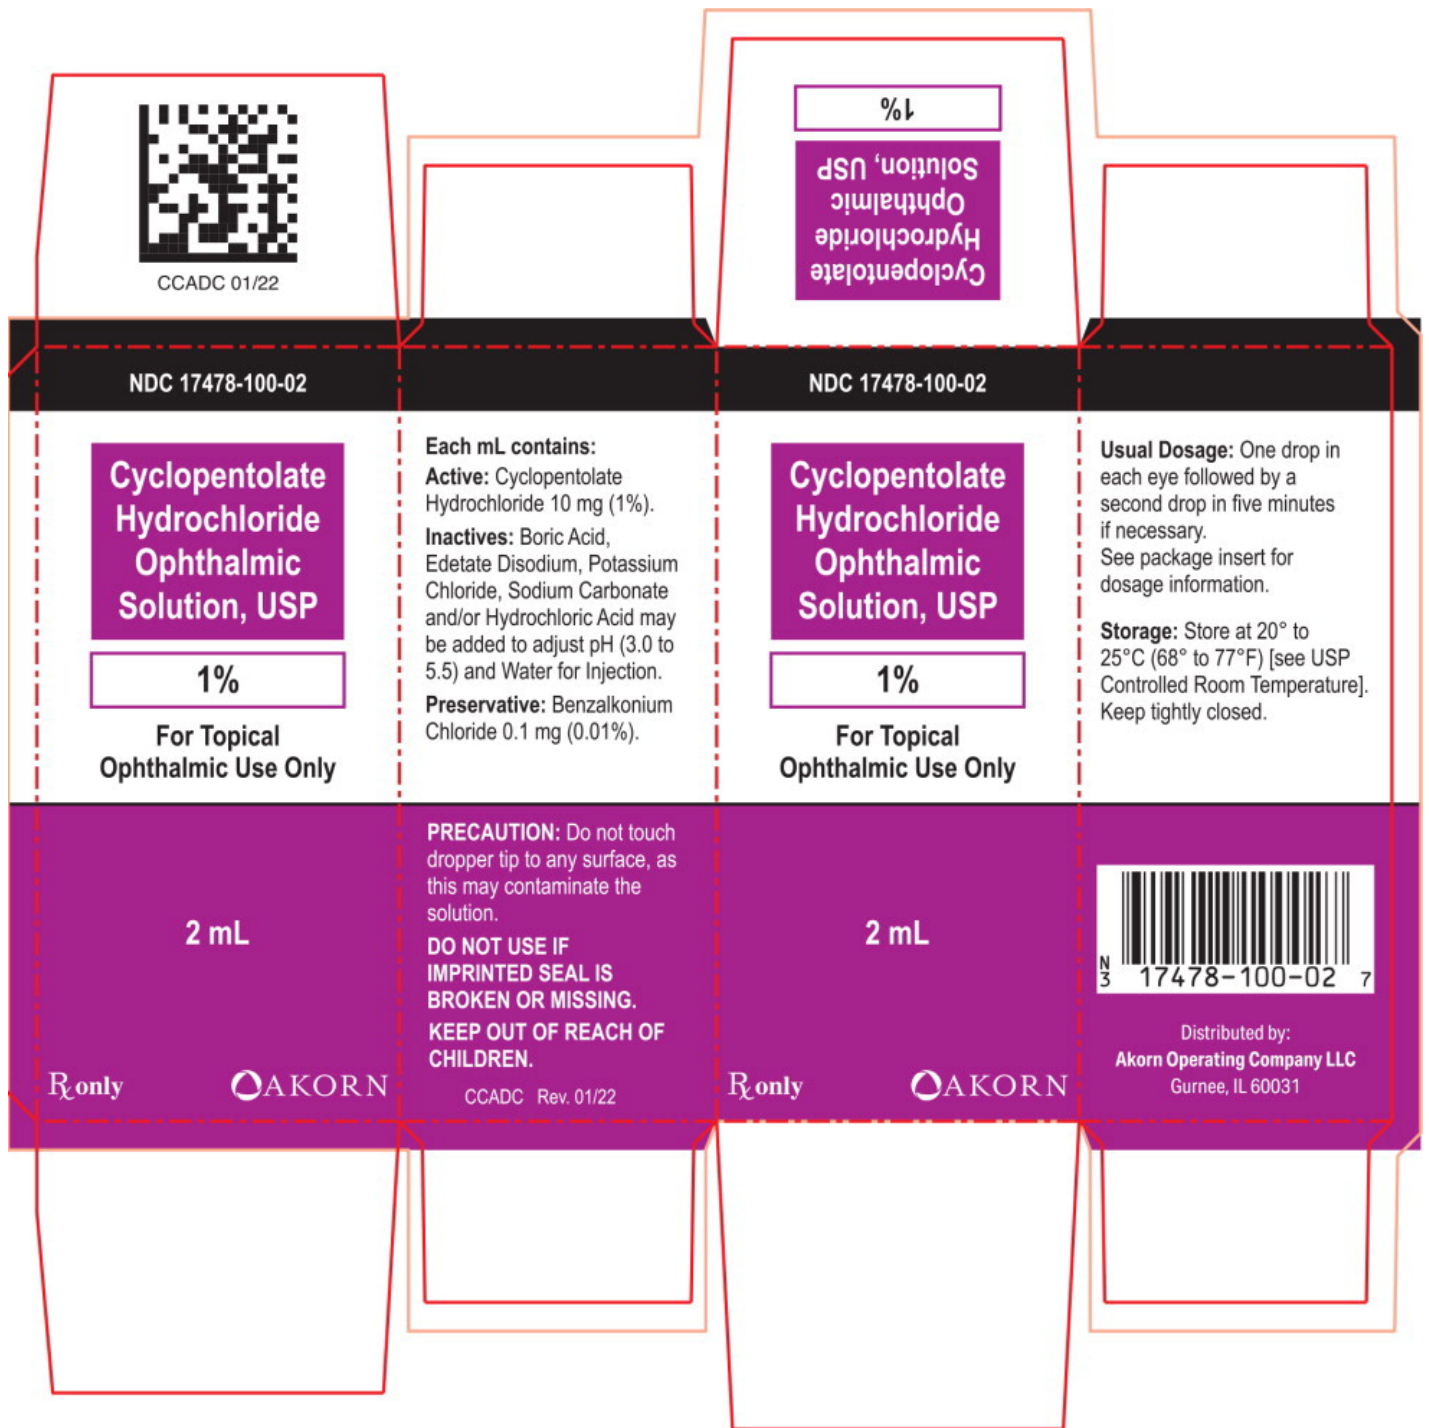 CCADC 01/22
1%
Cyclopentolate
Hydrochloride
Ophthalmic
Solution, USP
NDC 17478-100-02
Cyclopentolate
Hydrochloride
Ophthalmic
Solution, USP
1%
For Topical
Ophthalmic Use Only
2 mL
Rx only
AKORN
Each mL contains:
Active: Cyclopentolate
Hydrochloride 10 mg (1%).
Inactives: Boric Acid,
Edetate Disodium, Potassium
Chloride, Sodium Carbonate
and/or Hydrochloric Acid may
be added to adjust pH (3.0 to
5.5) and Water for Injection.
Preservative: Benzalkonium
Chloride 0.1 mg (0.01%).
PRECAUTION: Do not touch
dropper tip to any surface, as
this may contaminate the
solution.
DO NOT USE IF
IMPRINTED SEAL IS
BROKEN OR MISSING.
KEEP OUT OF REACH OF
CHILDREN.
CCADC Rev. 01/22
NDC 17478-100-02
Cyclopentolate
Hydrochloride
Ophthalmic
Solution, USP
1%
For Topical
Ophthalmic Use Only
2 mL
Rx only
AKORN
Usual Dosage: One drop in
each eye followed by a
second drop in five minutes
if necessary.
See package insert for
dosage information.
Storage: Store at 20° to
25°C (68° to 77°F) [see USP
Controlled Room Temperature].
Keep tightly closed.
N
3 17478-100-02 7
Distributed by:
Akorn Operating Company LLC
Gurnee, IL 60031